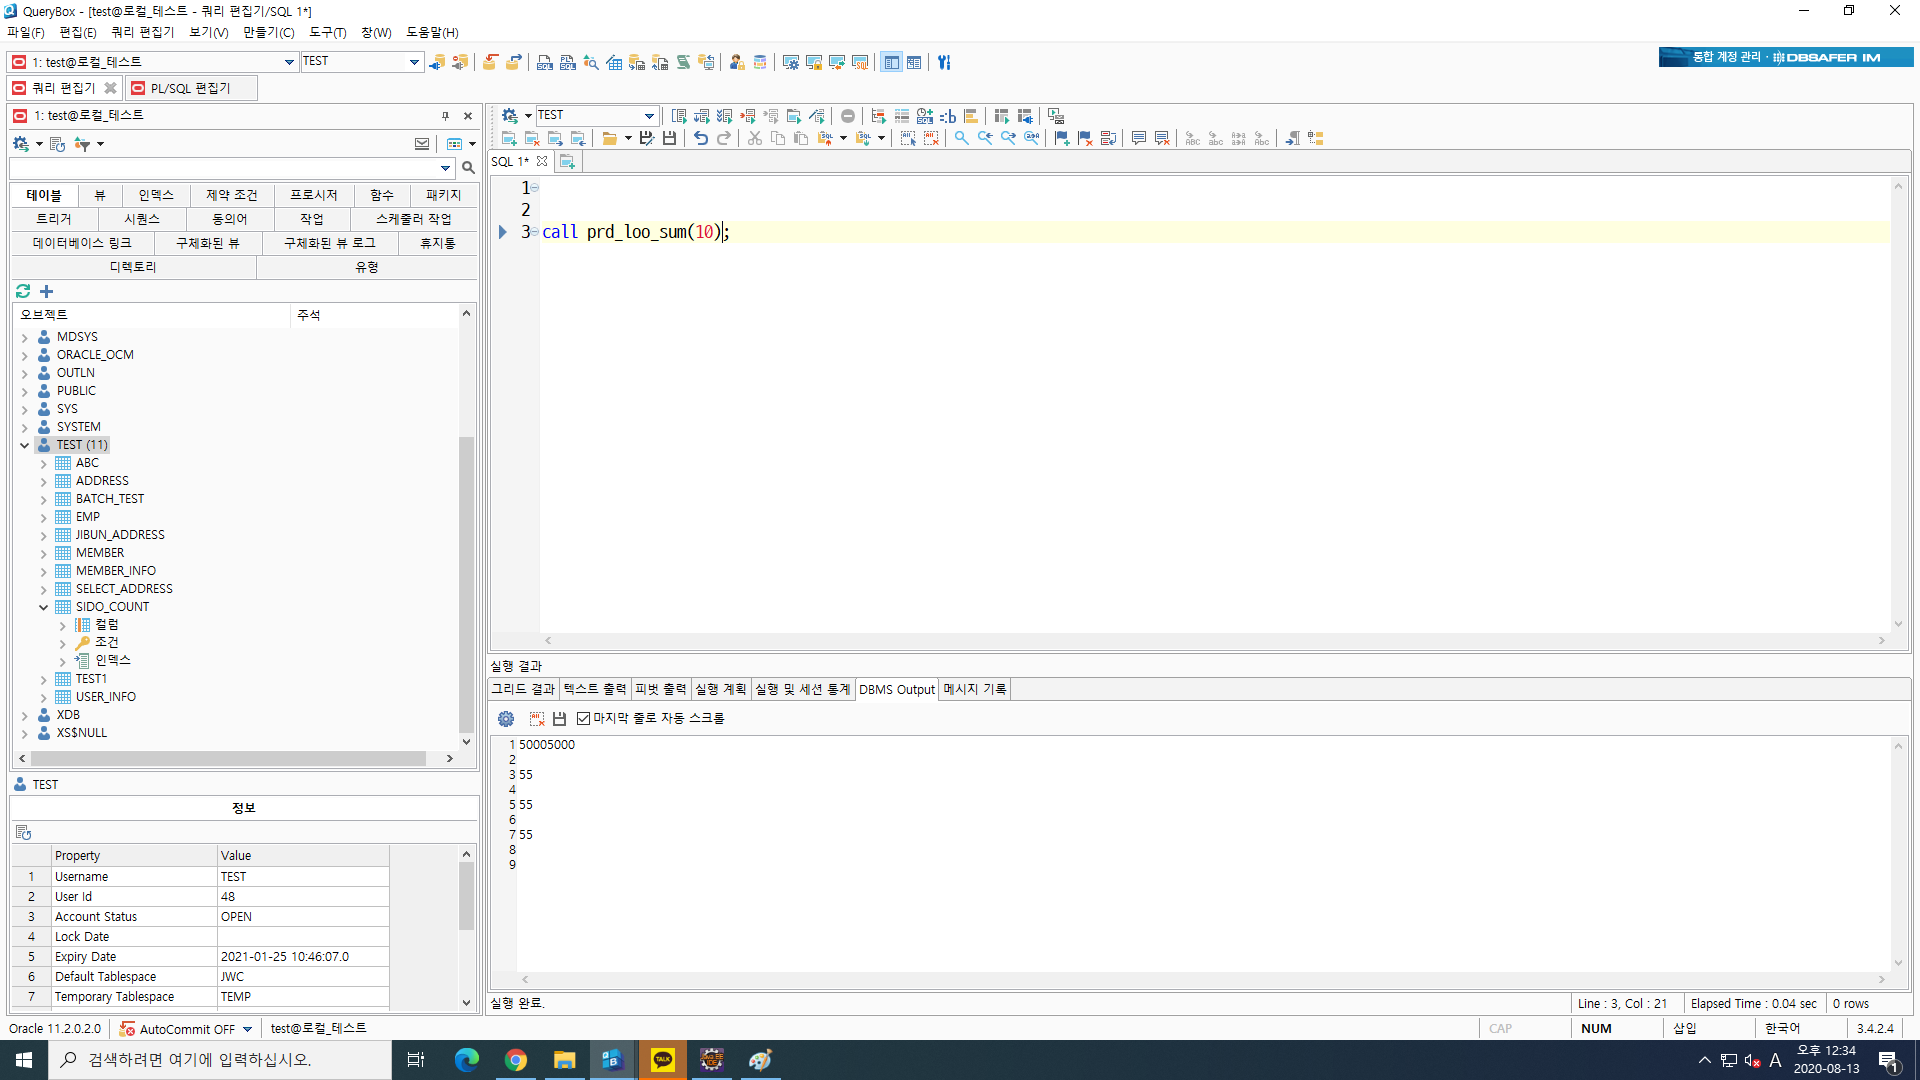 QueryBox - [test@로컬_테스트 - 쿼리 편집기/SQL 1*]
파일(F) 편집(E) 쿼리 편집기 보기(V) 만들기(C) 도구(T) 창(W) 도움말(H)
1: test@로컬_테스트 TEST
통합 계정 관리 · DBSAFER IM
쿼리 편집기 PL/SQL 편집기
1: test@로컬_테스트
TEST
SQL 1*
테이블 뷰 인덱스 제약 조건 프로시저 함수 패키지
트리거 시퀀스 동의어 작업 스케줄러 작업
데이터베이스 링크 구체화된 뷰 구체화된 뷰 로그 휴지통
디렉토리 유형
오브젝트 주석
MDSYS
ORACLE_OCM
OUTLN
PUBLIC
SYS
SYSTEM
TEST (11)
ABC
ADDRESS
BATCH_TEST
EMP
JIBUN_ADDRESS
MEMBER
MEMBER_INFO
SELECT_ADDRESS
SIDO_COUNT
컬럼
조건
인덱스
TEST1
USER_INFO
XDB
XS$NULL
TEST
정보
Property Value
1 Username TEST
2 User Id 48
3 Account Status OPEN
4 Lock Date
5 Expiry Date 2021-01-25 10:46:07.0
6 Default Tablespace JWC
7 Temporary Tablespace TEMP
1
2
3 call prd_loo_sum(10);
실행 결과
그리드 결과 텍스트 출력 피벗 출력 실행 계획 실행 및 세션 통계 DBMS Output 메시지 기록
마지막 줄로 자동 스크롤
1 50005000
2
3 55
4
5 55
6
7 55
8
9
실행 완료. Line : 3, Col : 21 Elapsed Time : 0.04 sec 0 rows
Oracle 11.2.0.2.0 AutoCommit OFF test@로컬_테스트 CAP NUM 삽입 한국어 3.4.2.4
검색하려면 여기에 입력하십시오. TALK A 오후 12:34
2020-08-13 1